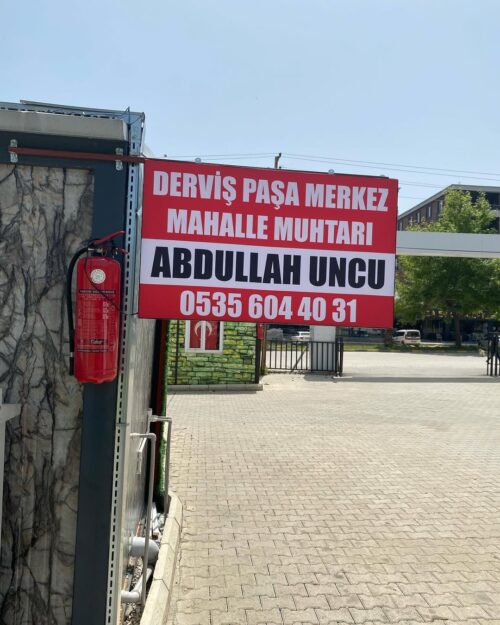 DERVİŞ PAŞA MERKEZ
MAHALLE MUHTARI
ABDULLAH UNCU
0535 604 40 31